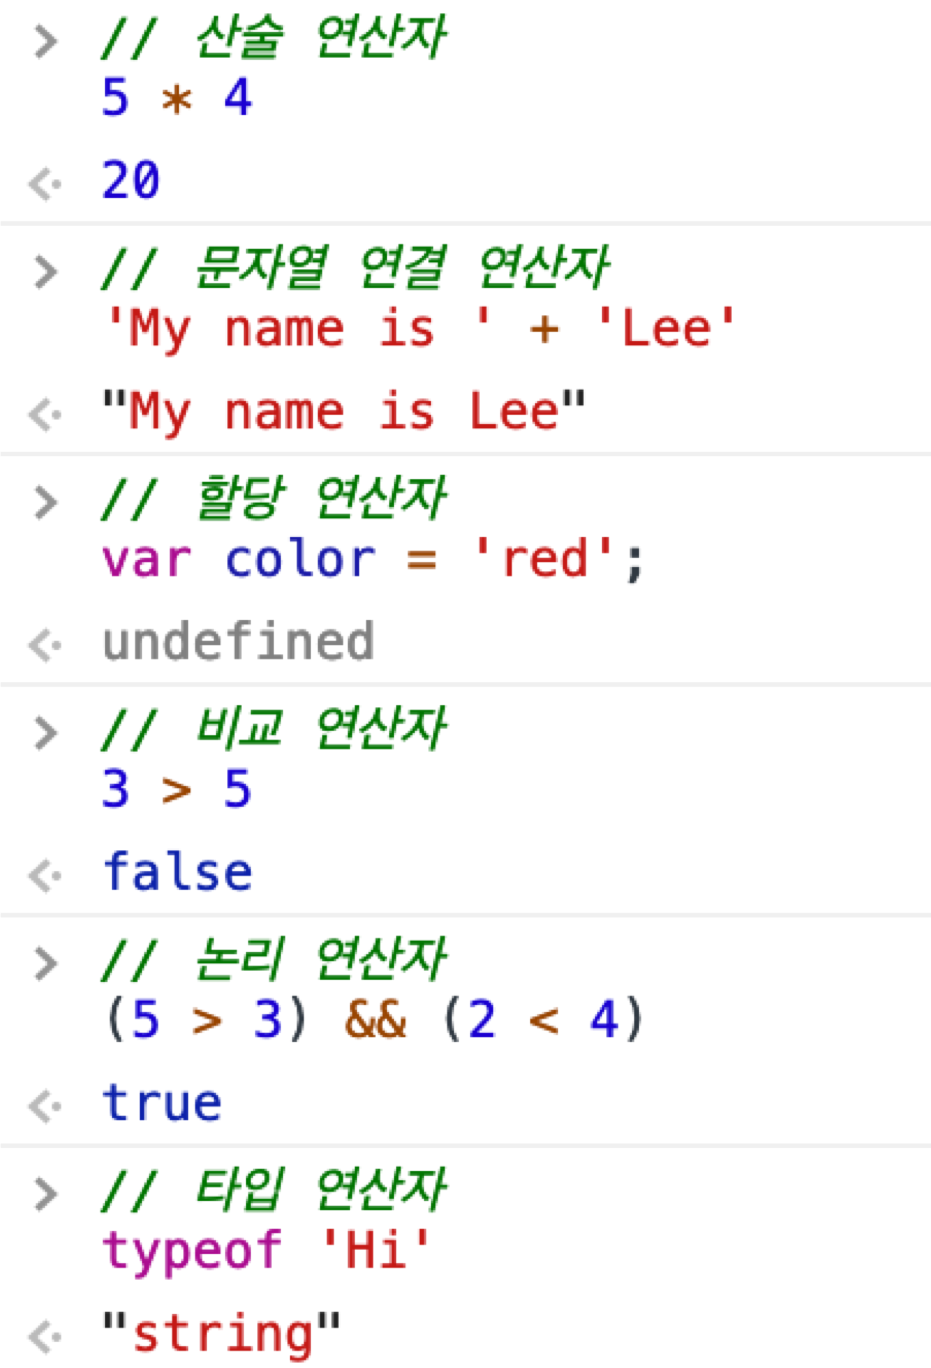 > // 산술 연산자
5 * 4
<· 20
> // 문자열 연결 연산자
'My name is ' + 'Lee'
<· "My name is Lee"
> // 할당 연산자
var color = 'red';
<· undefined
> // 비교 연산자
3 > 5
<· false
> // 논리 연산자
(5 > 3) && (2 < 4)
<· true
> // 타입 연산자
typeof 'Hi'
<· "string"